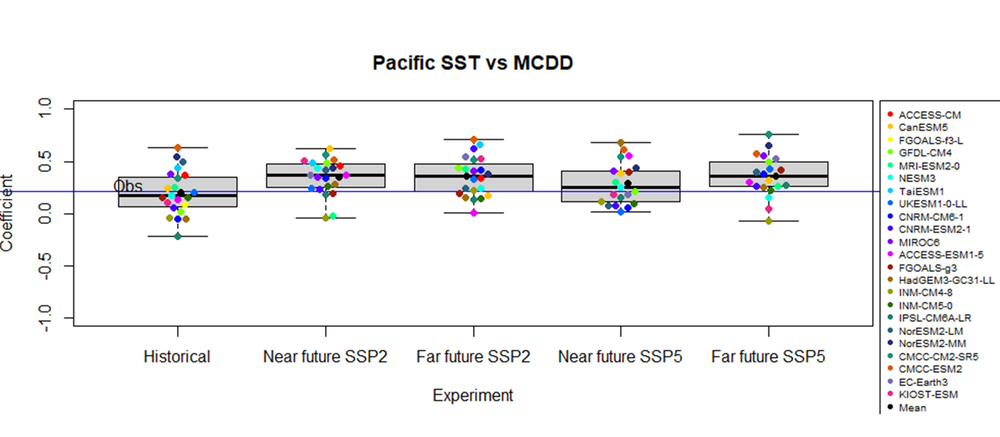 Pacific SST vs MCDD
Coefficient
1.0
0.5
0.0
-0.5
-1.0
Obs
Historical
Near future SSP2
Far future SSP2
Near future SSP5
Far future SSP5
Experiment
ACCESS-CM
CanESM5
FGOALS-f3-L
GFDL-CM4
MRI-ESM2-0
NESM3
TaiESM1
UKESM1-0-LL
CNRM-CM6-1
CNRM-ESM2-1
MIROC6
ACCESS-ESM1-5
FGOALS-g3
HadGEM3-GC31-LL
INM-CM4-8
INM-CM5-0
IPSL-CM6A-LR
NorESM2-LM
NorESM2-MM
CMCC-CM2-SR5
CMCC-ESM2
EC-Earth3
KIOST-ESM
Mean